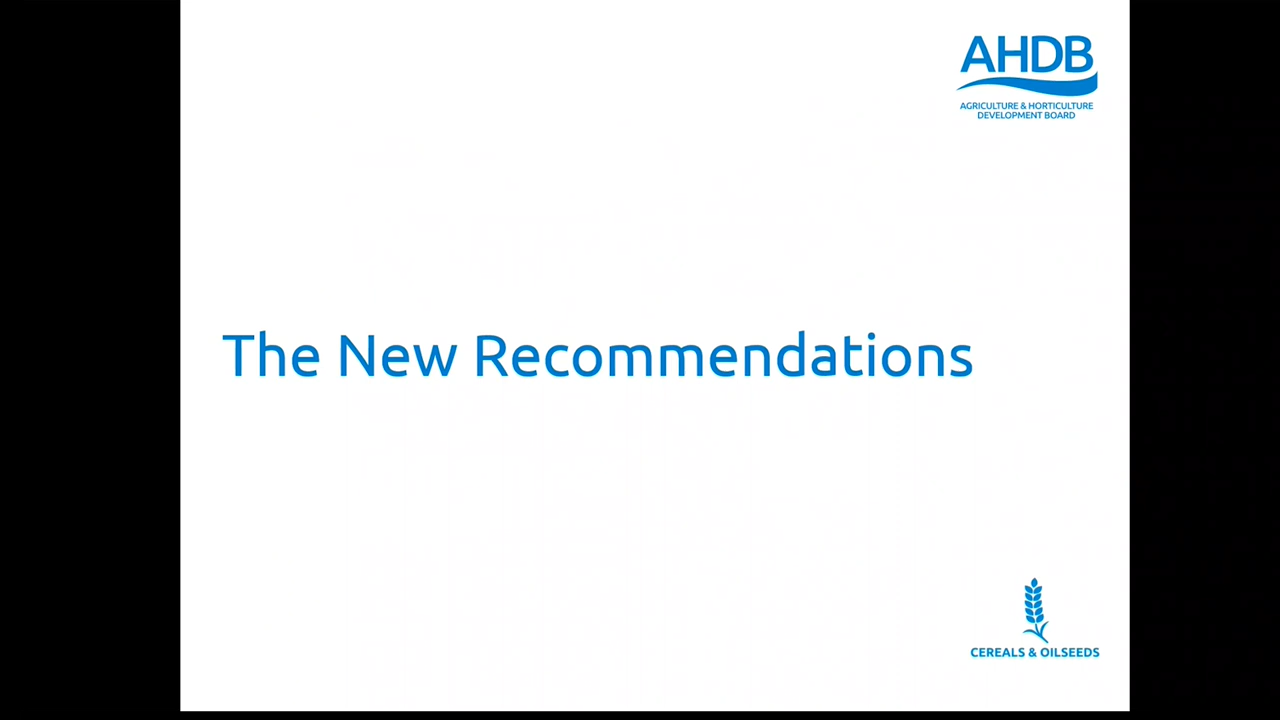 AHDB
AGRICULTURE & HORTICULTURE
DEVELOPMENT BOARD
The New Recommendations
CEREALS & OILSEEDS